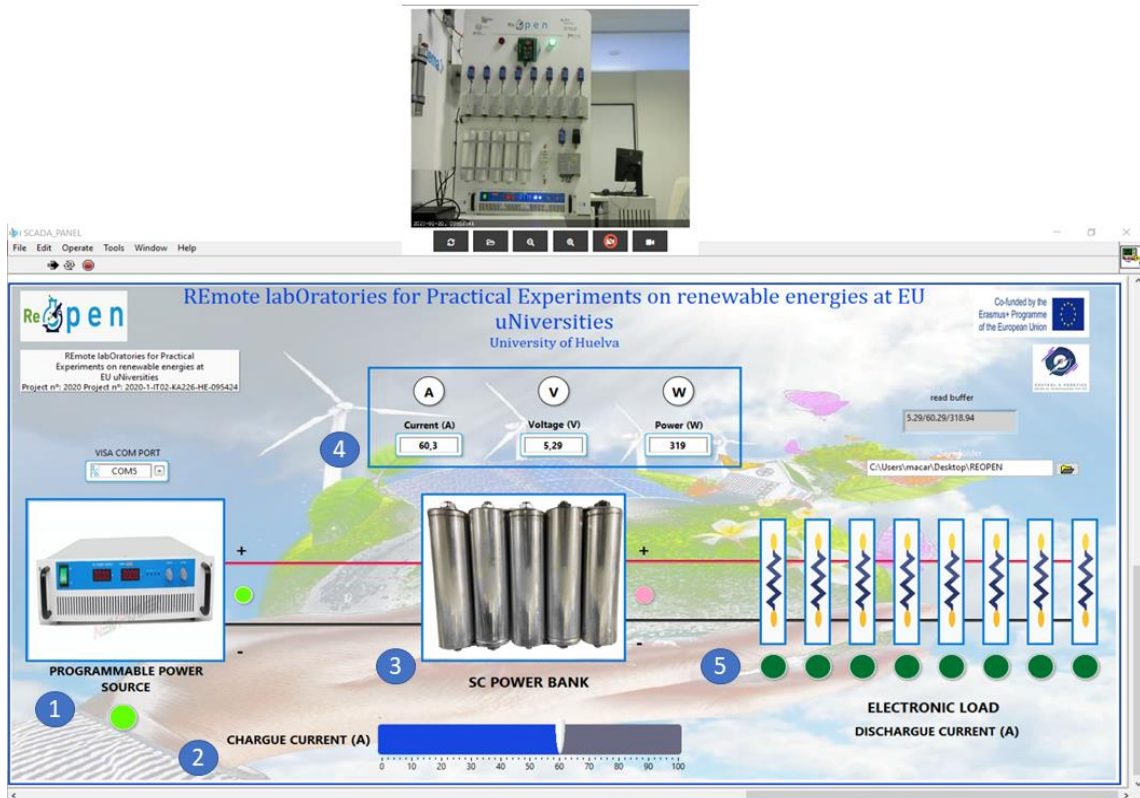 Re Open
SCADA_PANEL
File Edit Operate Tools Window Help
Re Open
REmote labOratories for Practical Experiments on renewable energies at EU
uNiversities
University of Huelva
Co-funded by the
Erasmus+ Programme
of the European Union
REmote labOratories for Practical
Experiments on renewable energies at
EU uNiversities
Project nº: 2020 Project nº: 2020-1-IT02-KA226-HE-095424
A V W
Current (A) Voltage (V) Power (W)
60,3 5,29 319
4
read buffer
5.29/60.29/318.94
VISA COM PORT
COM5
C:\Users\macar\Desktop\REOPEN
+ +
- -
PROGRAMMABLE POWER
SOURCE
1
3
SC POWER BANK
5
ELECTRONIC LOAD
DISCHARGUE CURRENT (A)
2
CHARGUE CURRENT (A)
0 10 20 30 40 50 60 70 80 90 100